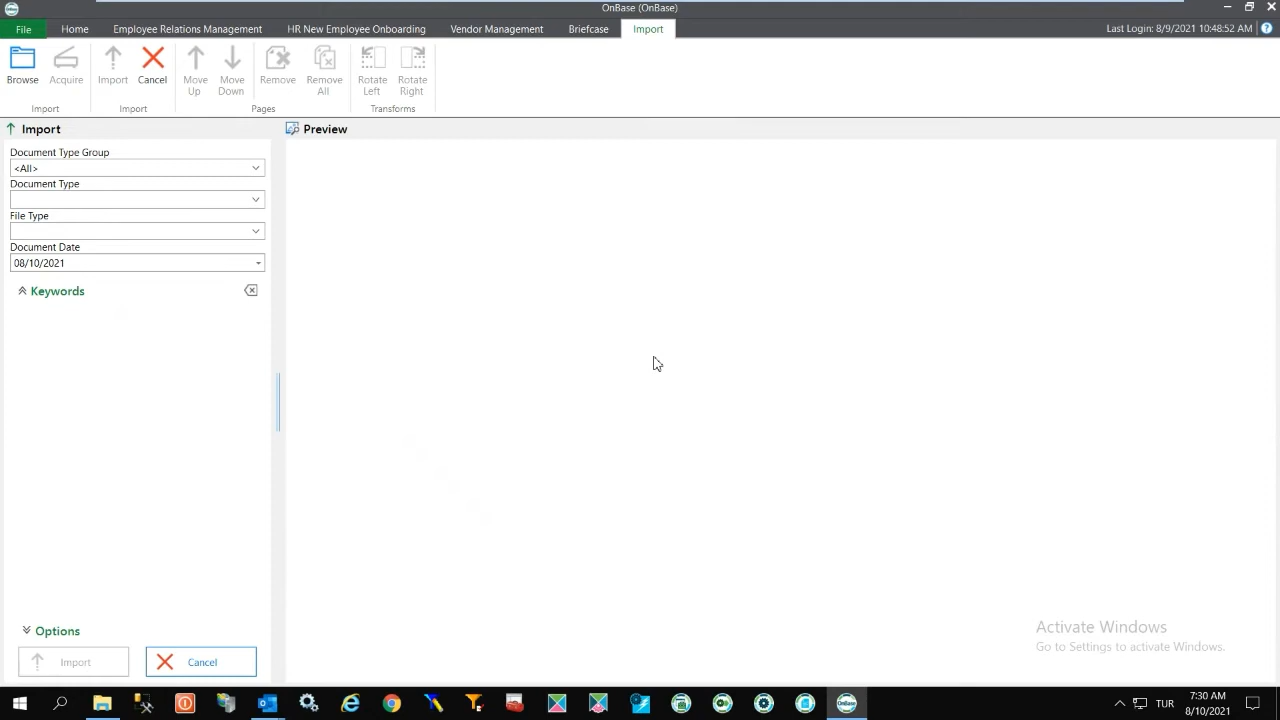 OnBase (OnBase)
File Home Employee Relations Management HR New Employee Onboarding Vendor Management Briefcase Import Last Login: 8/9/2021 10:48:52 AM
Browse Acquire Import Cancel Move Up Move Down Remove Remove All Rotate Left Rotate Right
Import Import Pages Transforms
Import Preview
Document Type Group
<All>
Document Type
File Type
Document Date
08/10/2021
Keywords
Options
Import Cancel
Activate Windows
Go to Settings to activate Windows.
OnBase
TUR
7:30 AM
8/10/2021